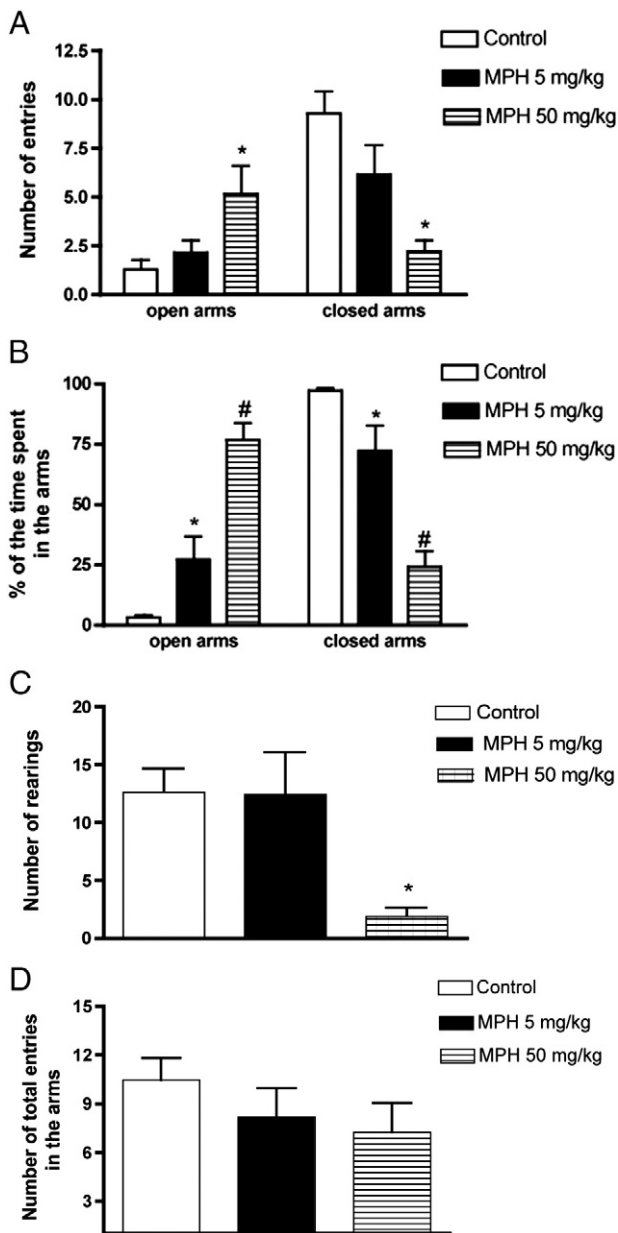 A
Number of entries
12.5
10.0
7.5
5.0
2.5
0.0
*
*
open arms
closed arms
Control
MPH 5 mg/kg
MPH 50 mg/kg
B
% of the time spent
in the arms
100
75
50
25
0
*
#
*
#
open arms
closed arms
Control
MPH 5 mg/kg
MPH 50 mg/kg
C
Number of rearings
20
15
10
5
0
*
Control
MPH 5 mg/kg
MPH 50 mg/kg
D
Number of total entries
in the arms
15
12
9
6
3
Control
MPH 5 mg/kg
MPH 50 mg/kg